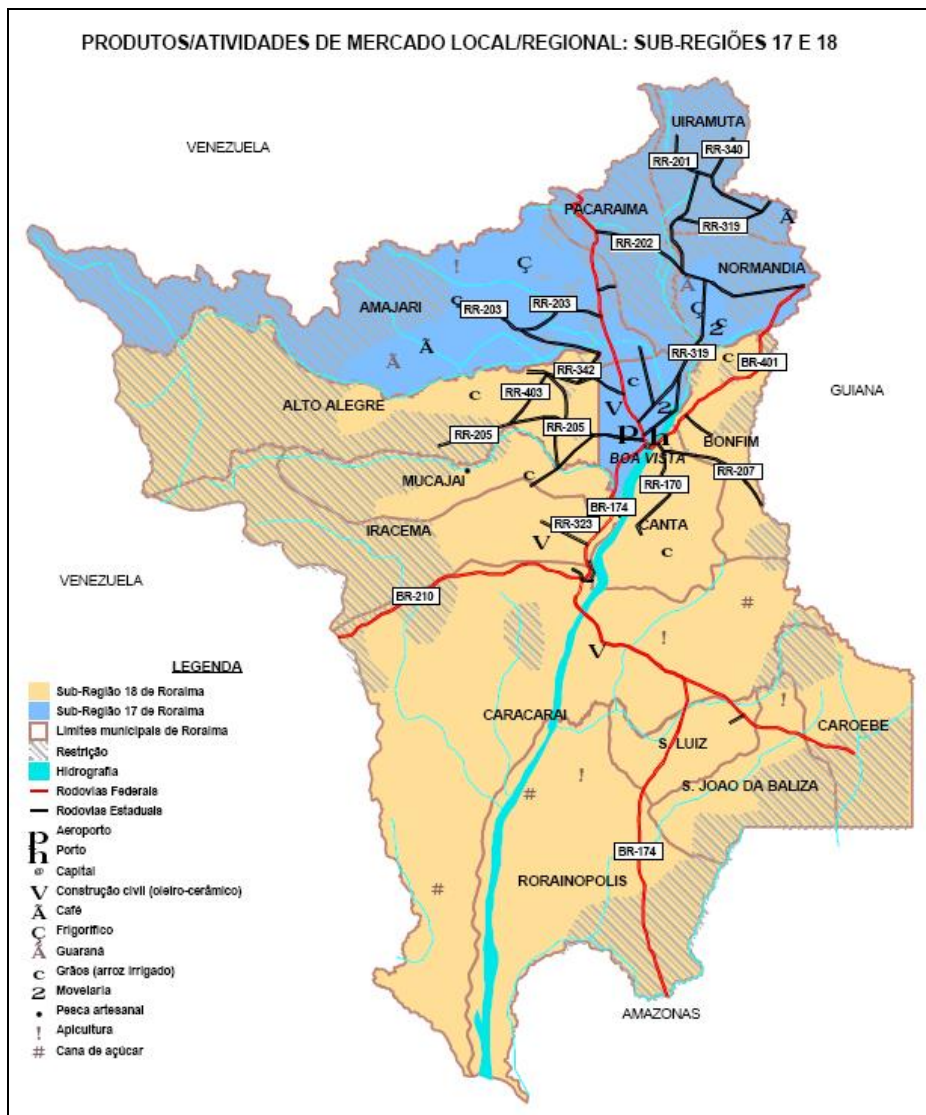 PRODUTOS/ATIVIDADES DE MERCADO LOCAL/REGIONAL: SUB-REGIÕES 17 E 18
UIRAMUTA
VENEZUELA
RR-201
RR-340
PACARAIMA
Ã
RR-319
RR-202
!
Ç
NORMANDIA
Á
AMAJARI
ç
RR-203
RR-203
Ç
2
RR-319
Ã
Ã
c
BR-401
RR-342
c
GUIANA
RR-403
c
ALTO ALEGRE
V
2
RR-205
RR-205
p
h
BONFIM
BOA VISTA
RR-207
MUCAJAI
c
RR-170
BR-174
IRACEMA
RR-323
CANTA
V
c
VENEZUELA
BR-210
#
!
V
LEGENDA
Sub-Região 18 de Roraima
Sub-Região 17 de Roraima
Limites municipais de Roraima
Restrição
Hidrografia
Rodovias Federais
Rodovias Estaduais
p Aeroporto
h Porto
@ Capital
V Construção civil (oleiro-cerâmico)
Ã Café
Ç Frigorífico
Á Guaraná
c Grãos (arroz irrigado)
2 Movelaria
• Pesca artesanal
! Apicultura
# Cana de açúcar
CARACARAI
!
CAROEBE
S. LUIZ
!
S. JOAO DA BALIZA
#
BR-174
RORAINOPOLIS
#
AMAZONAS